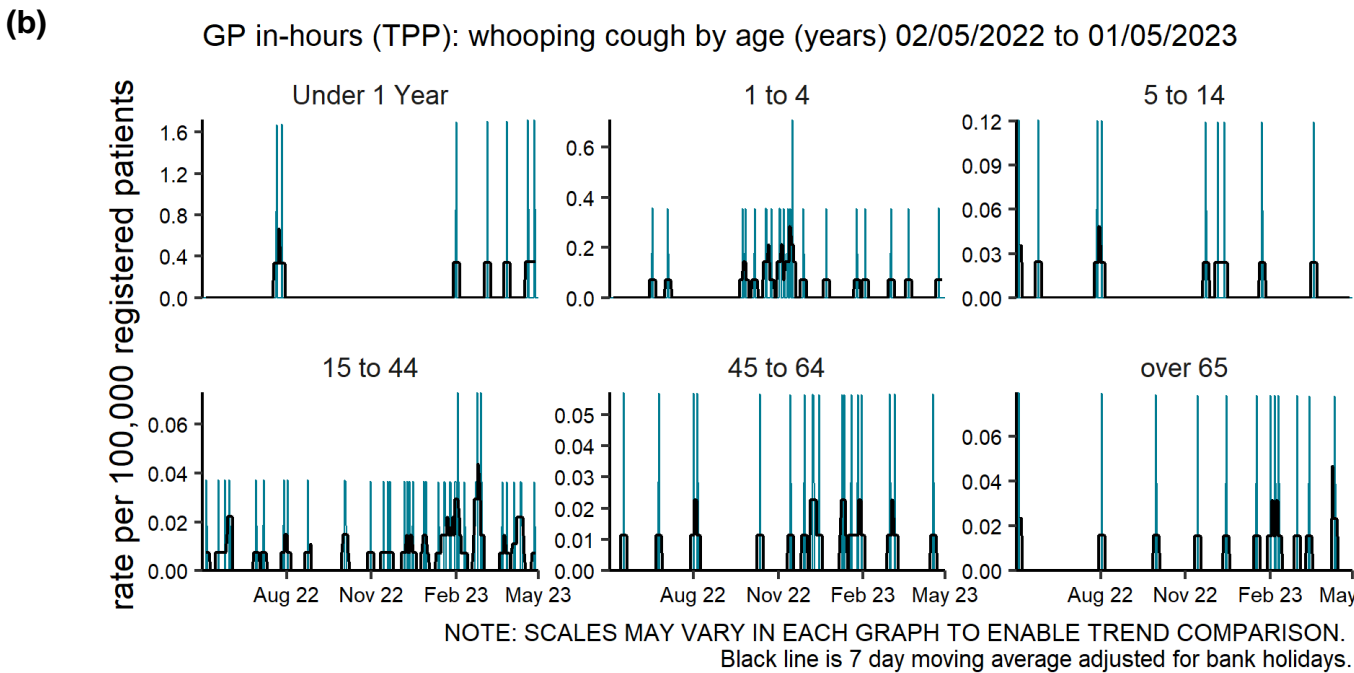 (b)
GP in-hours (TPP): whooping cough by age (years) 02/05/2022 to 01/05/2023
rate per 100,000 registered patients
Under 1 Year
1.6
1.2
0.8
0.4
0.0
1 to 4
0.6
0.4
0.2
0.0
5 to 14
0.12
0.09
0.06
0.03
0.00
15 to 44
0.06
0.04
0.02
0.00
Aug 22 Nov 22 Feb 23 May 23
45 to 64
0.05
0.04
0.03
0.02
0.01
0.00
Aug 22 Nov 22 Feb 23 May 23
over 65
0.06
0.04
0.02
0.00
Aug 22 Nov 22 Feb 23 May
NOTE: SCALES MAY VARY IN EACH GRAPH TO ENABLE TREND COMPARISON.
Black line is 7 day moving average adjusted for bank holidays.